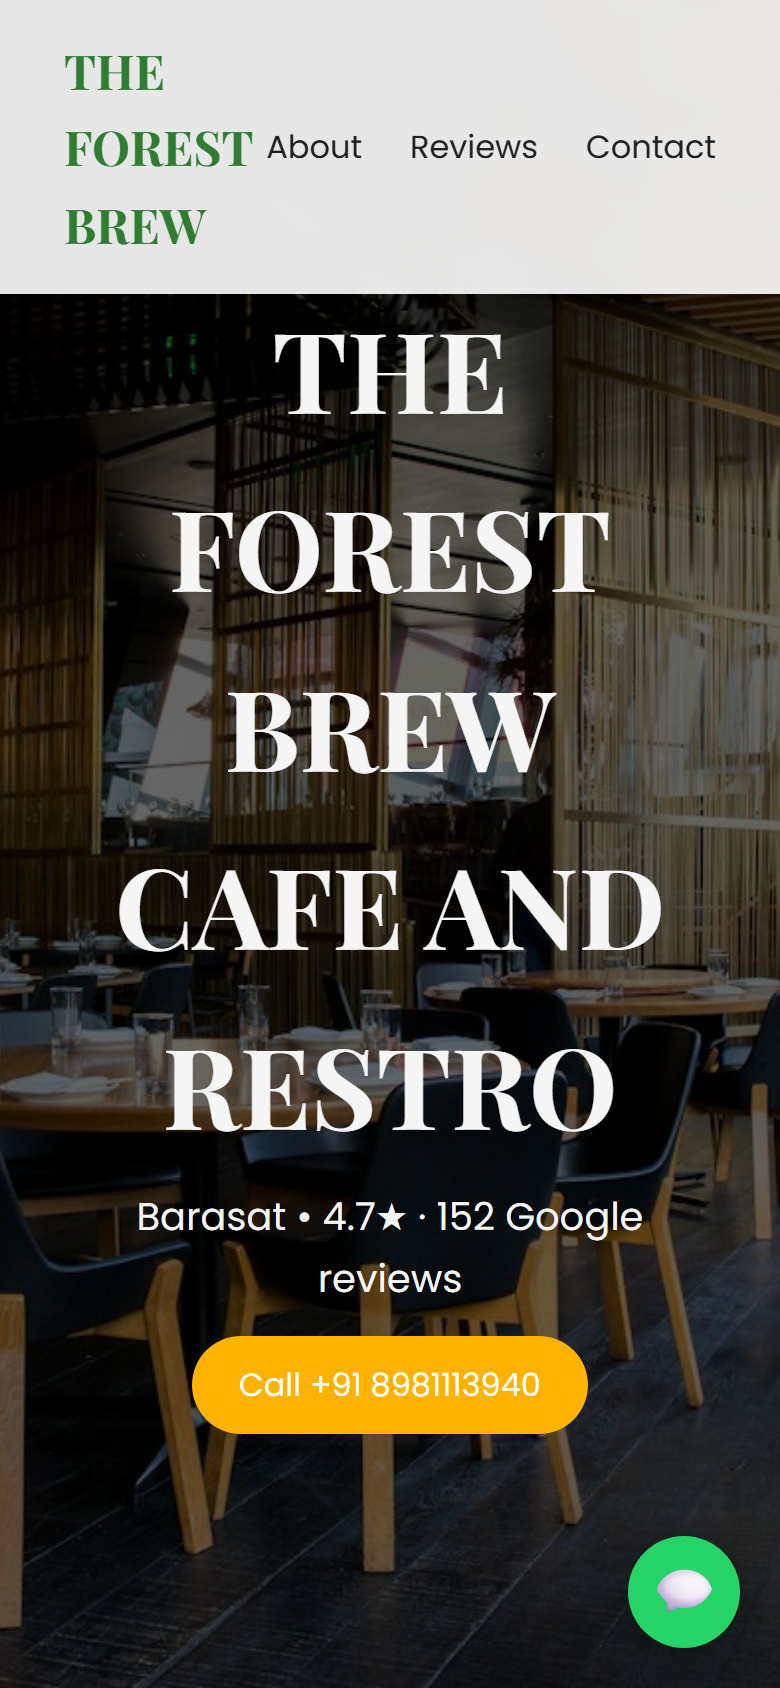 THE
FOREST
BREW
About
Reviews
Contact
THE
FOREST
BREW
CAFE AND
RESTRO
Barasat • 4.7★ · 152 Google
reviews
Call +91 8981113940